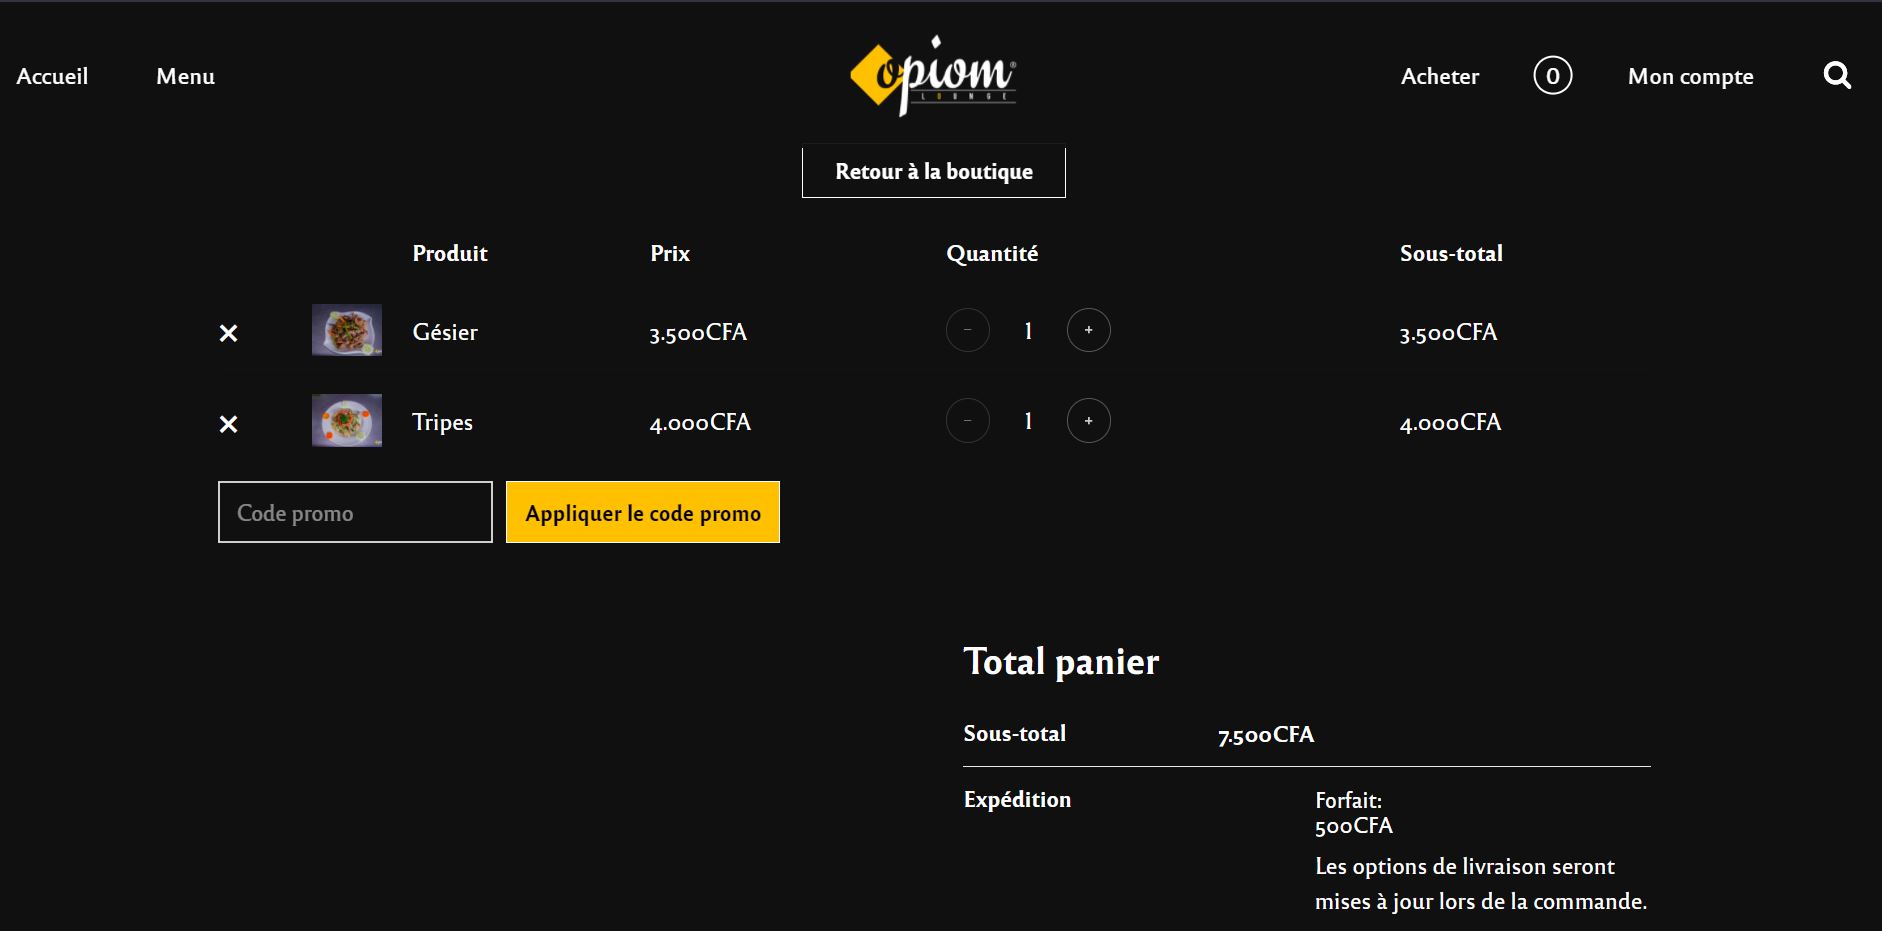 Accueil
Menu
opiom®
LOUNGE
Acheter
0
Mon compte
Retour à la boutique
Produit
Prix
Quantité
Sous-total
×
Gésier
3.500CFA
−
1
+
3.500CFA
×
Tripes
4.000CFA
−
1
+
4.000CFA
Code promo
Appliquer le code promo
Total panier
Sous-total
7.500CFA
Expédition
Forfait:
500CFA
Les options de livraison seront
mises à jour lors de la commande.